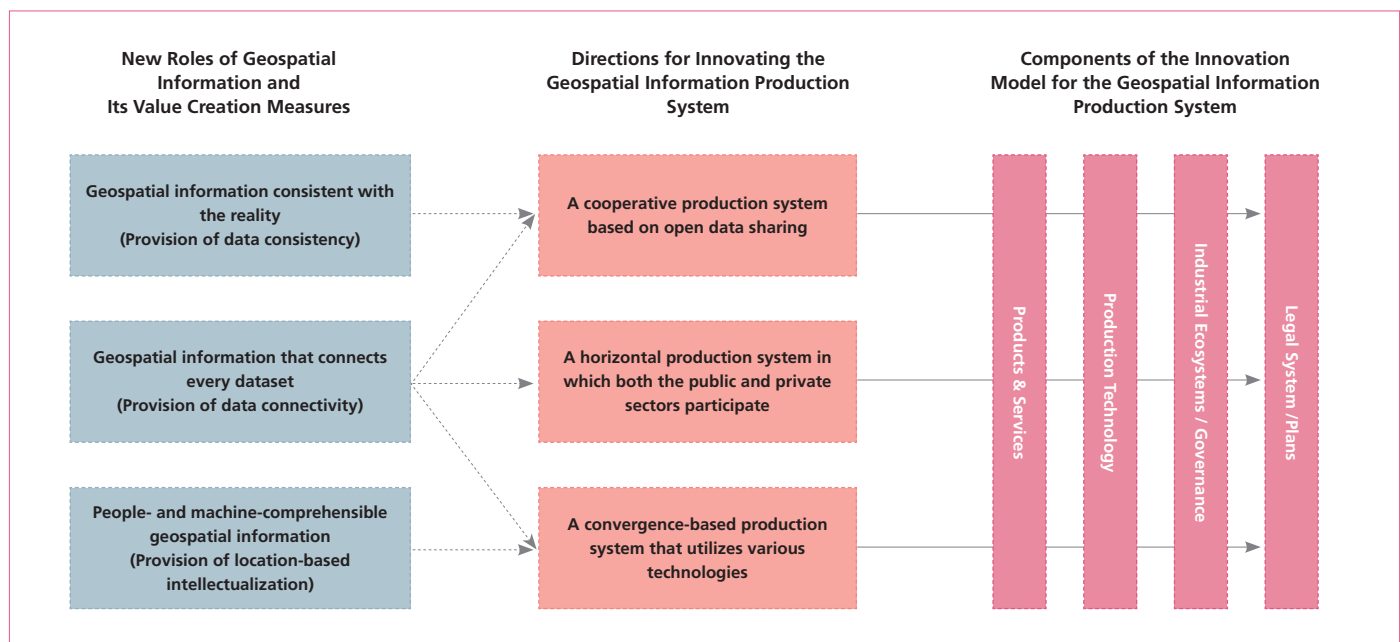 New Roles of Geospatial
Information and
Its Value Creation Measures
Directions for Innovating the
Geospatial Information Production
System
Components of the Innovation
Model for the Geospatial Information
Production System
Geospatial information consistent with
the reality
(Provision of data consistency)
Geospatial information that connects
every dataset
(Provision of data connectivity)
People- and machine-comprehensible
geospatial information
(Provision of location-based
intellectualization)
A cooperative production system
based on open data sharing
A horizontal production system in
which both the public and private
sectors participate
A convergence-based production
system that utilizes various
technologies
Products & Services
Production Technology
Industrial Ecosystems / Governance
Legal System /Plans